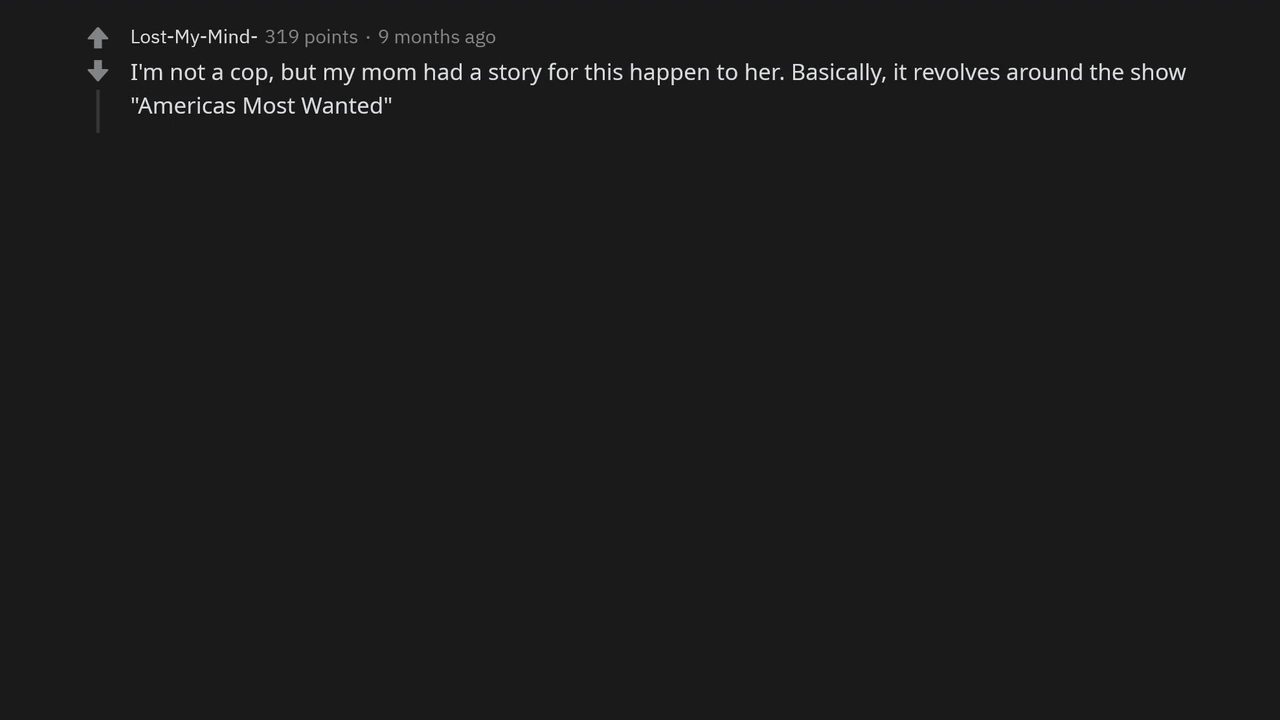 Lost-My-Mind- 319 points · 9 months ago
I'm not a cop, but my mom had a story for this happen to her. Basically, it revolves around the show
"Americas Most Wanted"